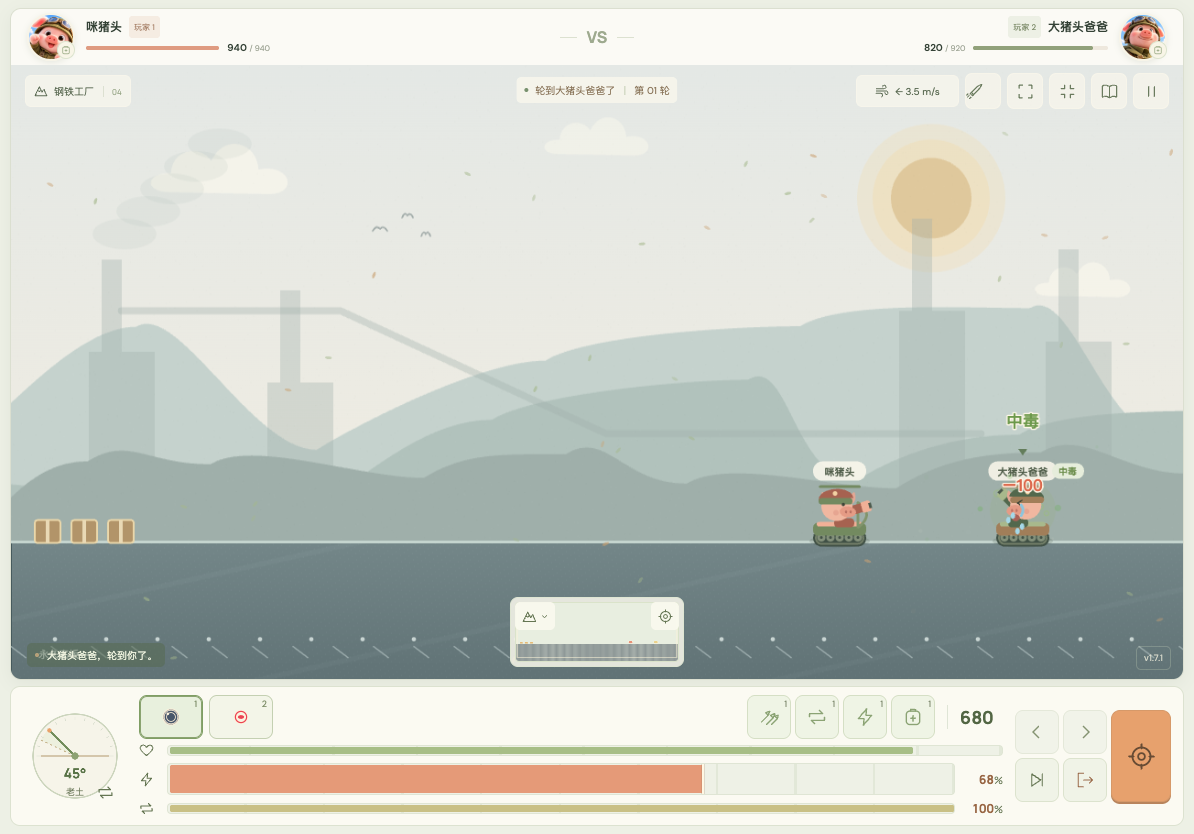 咪猪头 玩家 1
940 / 940
VS
玩家 2 大猪头爸爸
820 / 920
钢铁工厂 04
轮到大猪头爸爸了 第 01 轮
← 3.5 m/s
中毒
咪猪头
大猪头爸爸 中毒
−100
大猪头爸爸，轮到你了。
v1.7.1
1
2
1
1
1
1
680
45°
老土
68%
100%